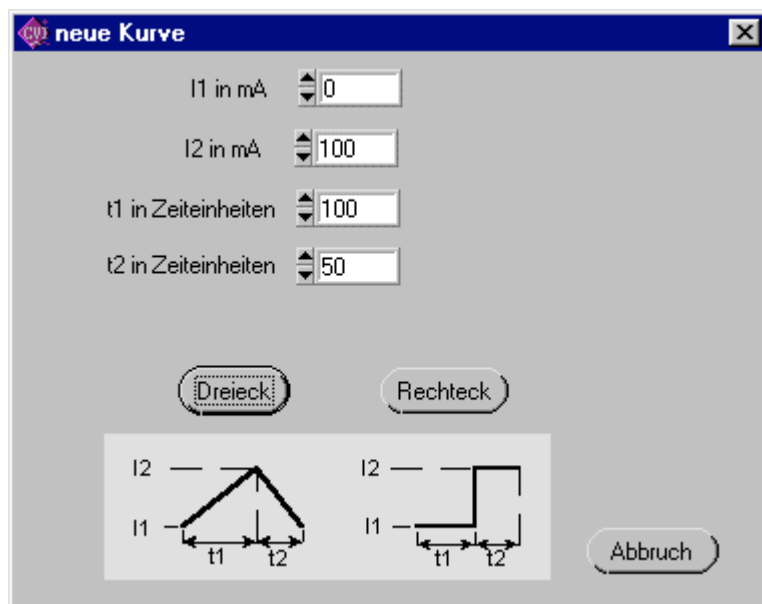 CVI neue Kurve
I1 in mA 0
I2 in mA 100
t1 in Zeiteinheiten 100
t2 in Zeiteinheiten 50
Dreieck Rechteck
I2 I2
I1 I1
t1 t2 t1 t2
Abbruch